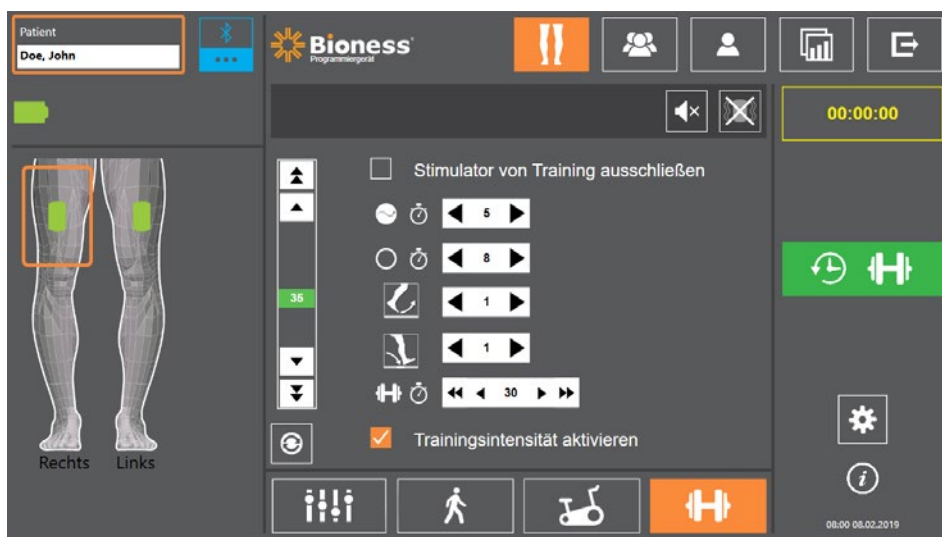 Patient
Doe, John
Bioness
Programmiergerät
00:00:00
Stimulator von Training ausschließen
5
8
35
1
1
30
Trainingsintensität aktivieren
Rechts Links
08:00 08.02.2019